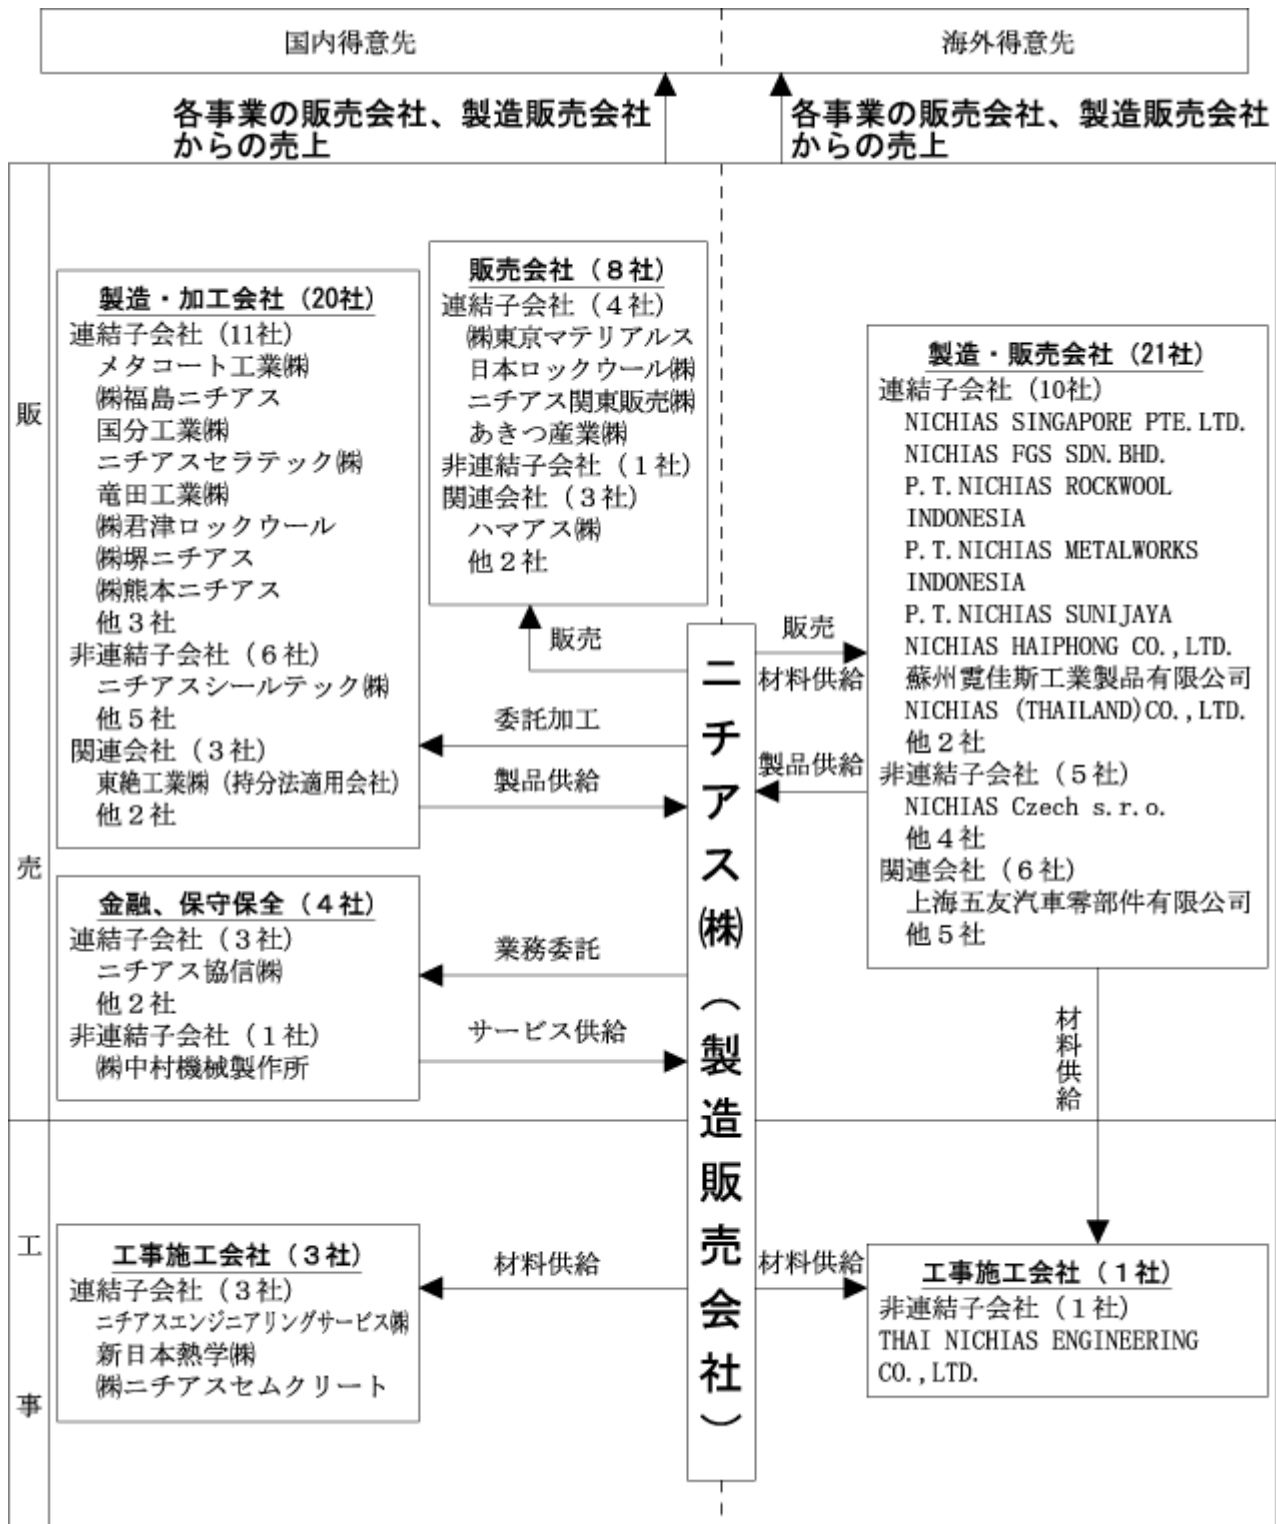 国内得意先
海外得意先
各事業の販売会社、製造販売会社
からの売上
各事業の販売会社、製造販売会社
からの売上
販
売
製造・加工会社（20社）
連結子会社（11社）
メタコート工業㈱
㈱福島ニチアス
国分工業㈱
ニチアスセラテック㈱
竜田工業㈱
㈱君津ロックウール
㈱堺ニチアス
㈱熊本ニチアス
他３社
非連結子会社（６社）
ニチアスシールテック㈱
他５社
関連会社（３社）
東絶工業㈱（持分法適用会社）
他２社
販売会社（８社）
連結子会社（４社）
㈱東京マテリアルス
日本ロックウール㈱
ニチアス関東販売㈱
あきつ産業㈱
非連結子会社（１社）
関連会社（３社）
ハマアス㈱
他２社
販売
委託加工
製品供給
金融、保守保全（４社）
連結子会社（３社）
ニチアス協信㈱
他２社
非連結子会社（１社）
㈱中村機械製作所
業務委託
サービス供給
ニチアス㈱（製造販売会社）
販売
材料供給
製品供給
製造・販売会社（21社）
連結子会社（10社）
NICHIAS SINGAPORE PTE.LTD.
NICHIAS FGS SDN.BHD.
P.T.NICHIAS ROCKWOOL
INDONESIA
P.T.NICHIAS METALWORKS
INDONESIA
P.T.NICHIAS SUNIJAYA
NICHIAS HAIPHONG CO.,LTD.
蘇州霓佳斯工業製品有限公司
NICHIAS (THAILAND)CO.,LTD.
他２社
非連結子会社（５社）
NICHIAS Czech s.r.o.
他４社
関連会社（６社）
上海五友汽車零部件有限公司
他５社
材料供給
工
事
工事施工会社（３社）
連結子会社（３社）
ニチアスエンジニアリングサービス㈱
新日本熱学㈱
㈱ニチアスセムクリート
材料供給
材料供給
工事施工会社（１社）
非連結子会社（１社）
THAI NICHIAS ENGINEERING
CO.,LTD.